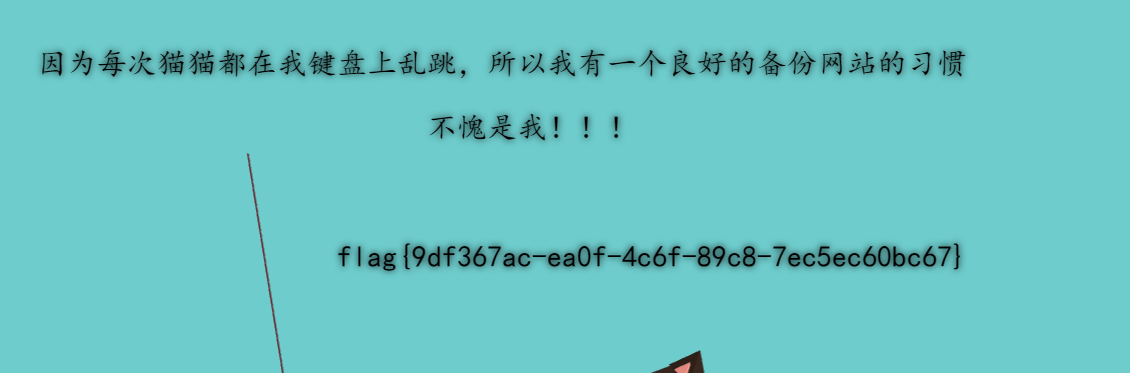 因为每次猫猫都在我键盘上乱跳，所以我有一个良好的备份网站的习惯
不愧是我！！！
flag{9df367ac-ea0f-4c6f-89c8-7ec5ec60bc67}